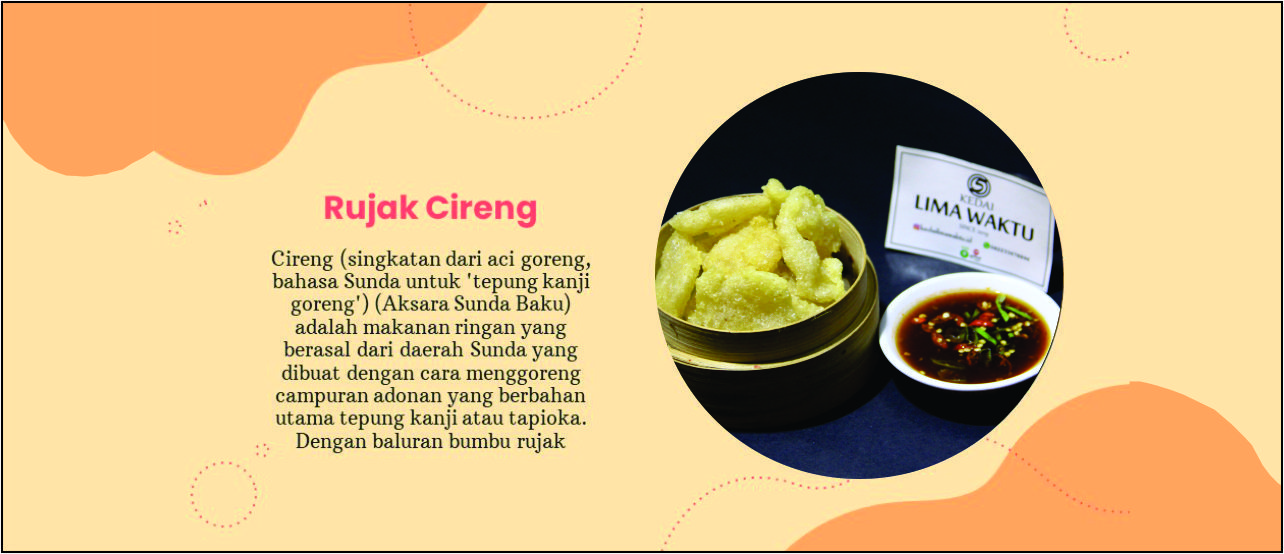 Rujak Cireng
Cireng (singkatan dari aci goreng,
bahasa Sunda untuk 'tepung kanji
goreng') (Aksara Sunda Baku)
adalah makanan ringan yang
berasal dari daerah Sunda yang
dibuat dengan cara menggoreng
campuran adonan yang berbahan
utama tepung kanji atau tapioka.
Dengan baluran bumbu rujak
5
KEDAI
LIMA WAKTU
SINCE